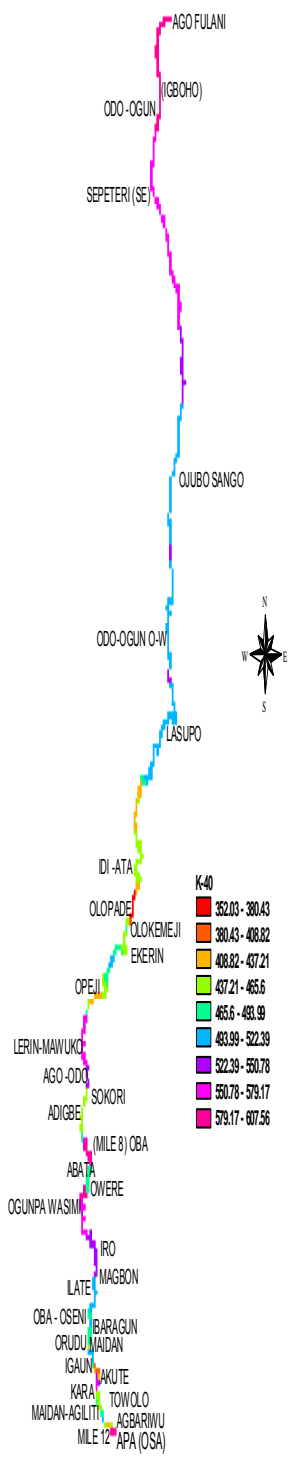 AGO FULANI
(IGBOHO)
ODO -OGUN
SEPETERI (SE)
OJUBO SANGO
ODO-OGUN O-W
N
W E
S
LASUPO
IDI -ATA
OLOPADE
OLOKEMEJI
EKERIN
OPEJI
LERIN-MAWUKO
AGO -ODO
SOKORI
ADIGBE
(MILE 8) OBA
ABATA
OWERE
OGUNPA WASIMI
IRO
MAGBON
ILATE
OBA - OSENI
IBARAGUN
ORUDU
MAIDAN
IGAUN
AKUTE
KARA
TOWOLO
MAIDAN-AGILITI
AGBARIWU
MILE 12
APA (OSA)
K-40
352.03 - 380.43
380.43 - 408.82
408.82 - 437.21
437.21 - 465.6
465.6 - 493.99
493.99 - 522.39
522.39 - 550.78
550.78 - 579.17
579.17 - 607.56